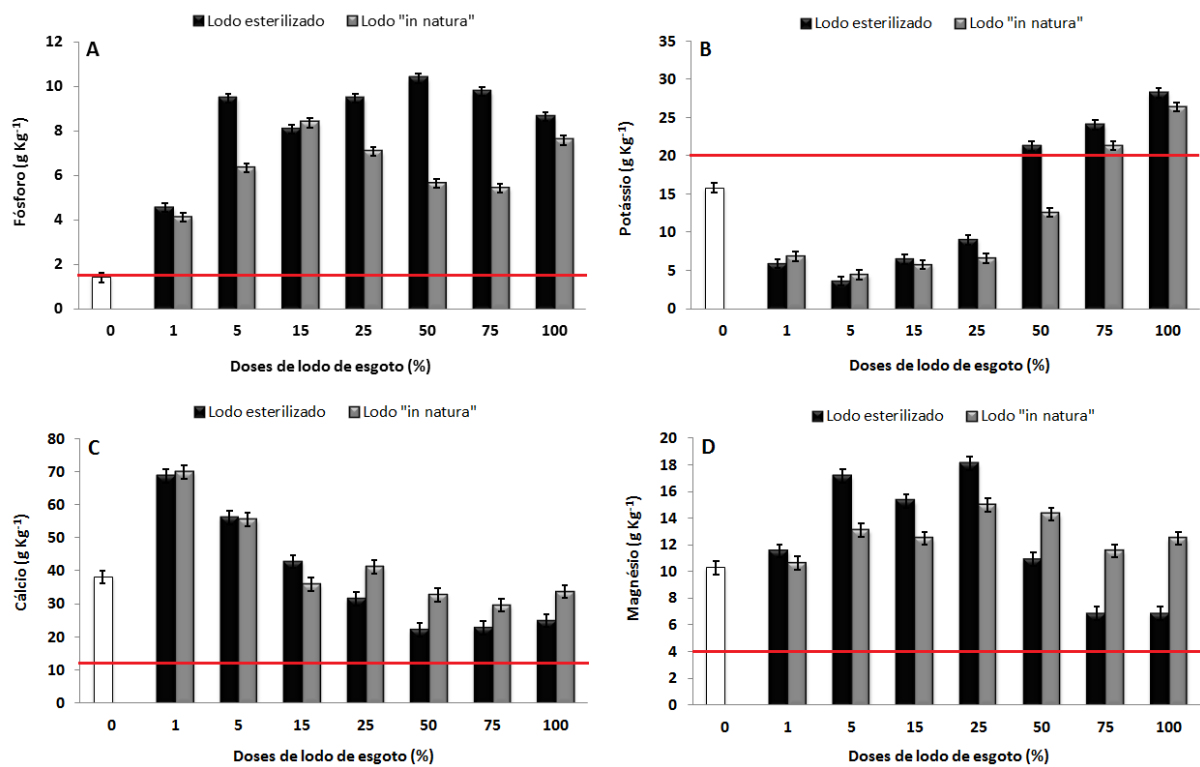 Lodo esterilizado Lodo "in natura"
A
Fósforo (g Kg-1)
12
10
8
6
4
2
0
0 1 5 15 25 50 75 100
Doses de lodo de esgoto (%)
Lodo esterilizado Lodo "in natura"
B
Potássio (g Kg-1)
35
30
25
20
15
10
5
0
0 1 5 15 25 50 75 100
Doses de lodo de esgoto (%)
Lodo esterilizado Lodo "in natura"
C
Cálcio (g Kg-1)
80
70
60
50
40
30
20
10
0
0 1 5 15 25 50 75 100
Doses de lodo de esgoto (%)
Lodo esterilizado Lodo "in natura"
D
Magnésio (g Kg-1)
20
18
16
14
12
10
8
6
4
2
0
0 1 5 15 25 50 75 100
Doses de lodo de esgoto (%)